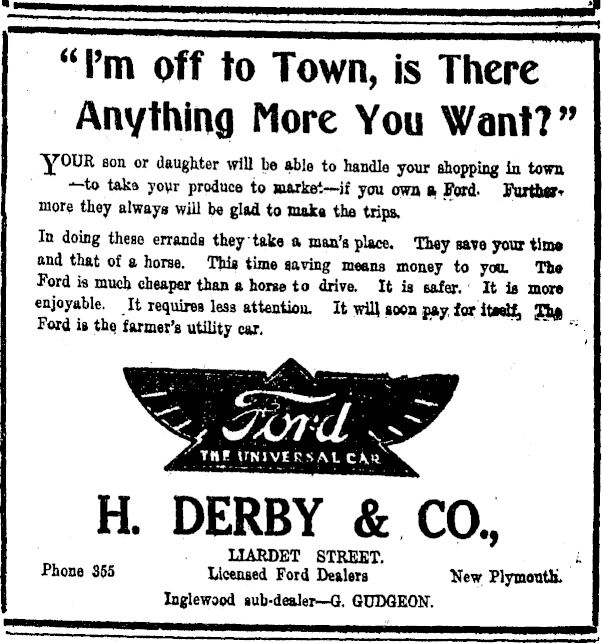 “I'm off to Town, is There
Anything More You Want?”
YOUR son or daughter will be able to handle your shopping in town
—to take your produce to market—if you own a Ford. Further-
more they always will be glad to make the trips.
In doing these errands they take a man's place. They save your time
and that of a horse. This time saving means money to you. The
Ford is much cheaper than a horse to drive. It is safer. It is more
enjoyable. It requires less attention. It will soon pay for itself, The
Ford is the farmer's utility car.
Ford
THE UNIVERSAL CAR
H. DERBY & CO.,
LIARDET STREET.
Phone 355 Licensed Ford Dealers New Plymouth.
Inglewood sub-dealer—G. GUDGEON.